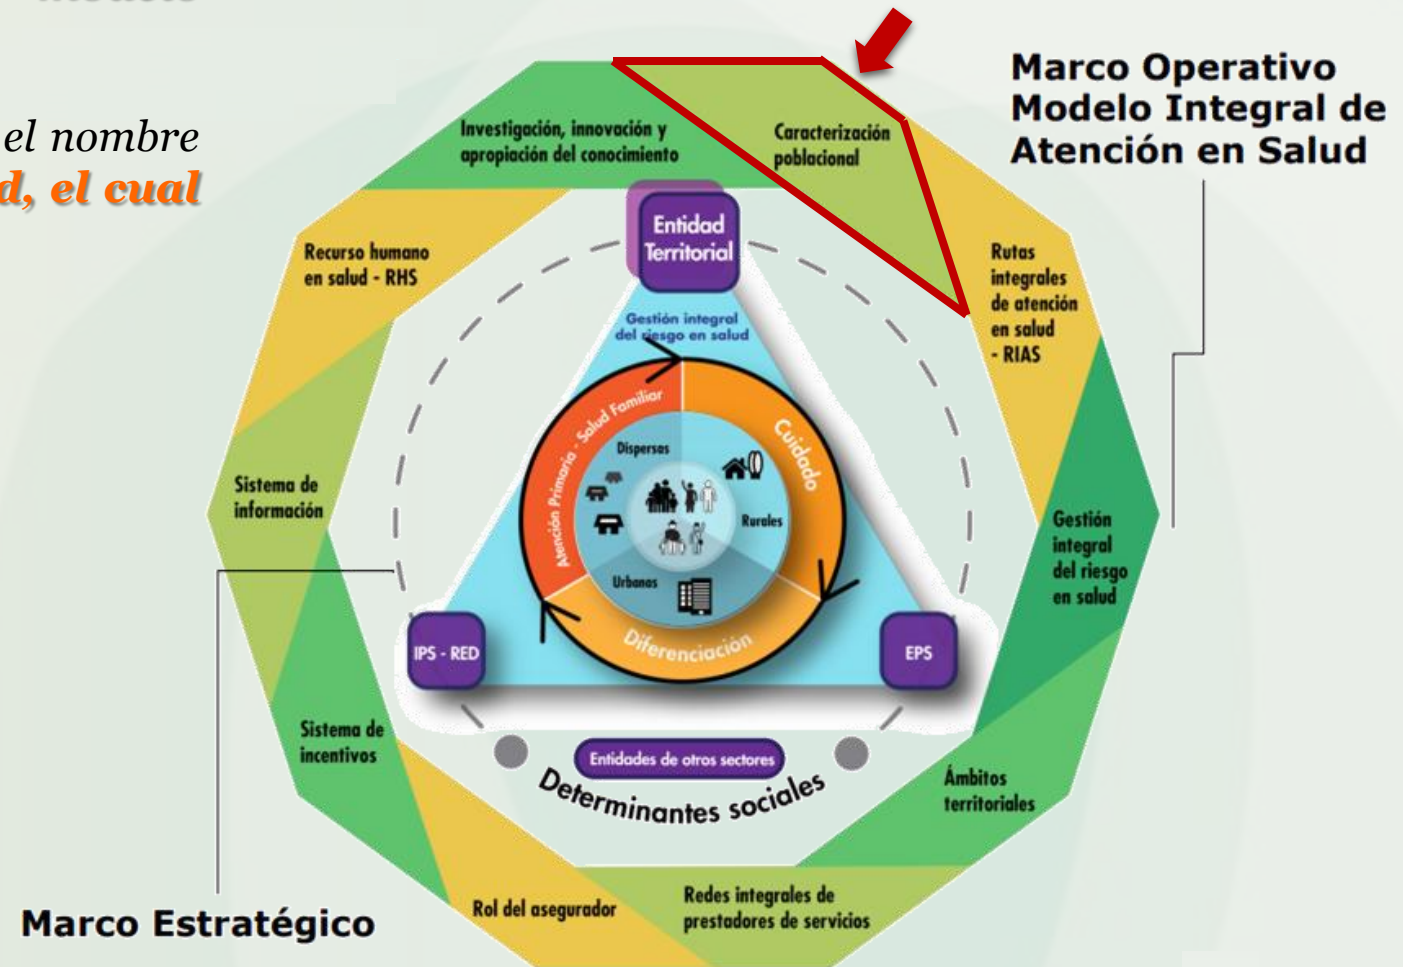 el nombre
el cual
Marco Operativo
Modelo Integral de
Atención en Salud
Investigación, innovación y
apropiación del conocimiento
Caracterización
poblacional
Recurso humano
en salud - RHS
Entidad
Territorial
Rutas
integrales
de atención
en salud
- RIAS
Gestión integral
del riesgo en salud
Atención Primaria - Salud Familiar
Cuidado
Dispersas
Rurales
Urbanas
Diferenciación
Sistema de
información
Gestión
integral
del riesgo
en salud
IPS - RED
EPS
Sistema de
incentivos
Entidades de otros sectores
Determinantes sociales
Ámbitos
territoriales
Rol del asegurador
Redes integrales de
prestadores de servicios
Marco Estratégico